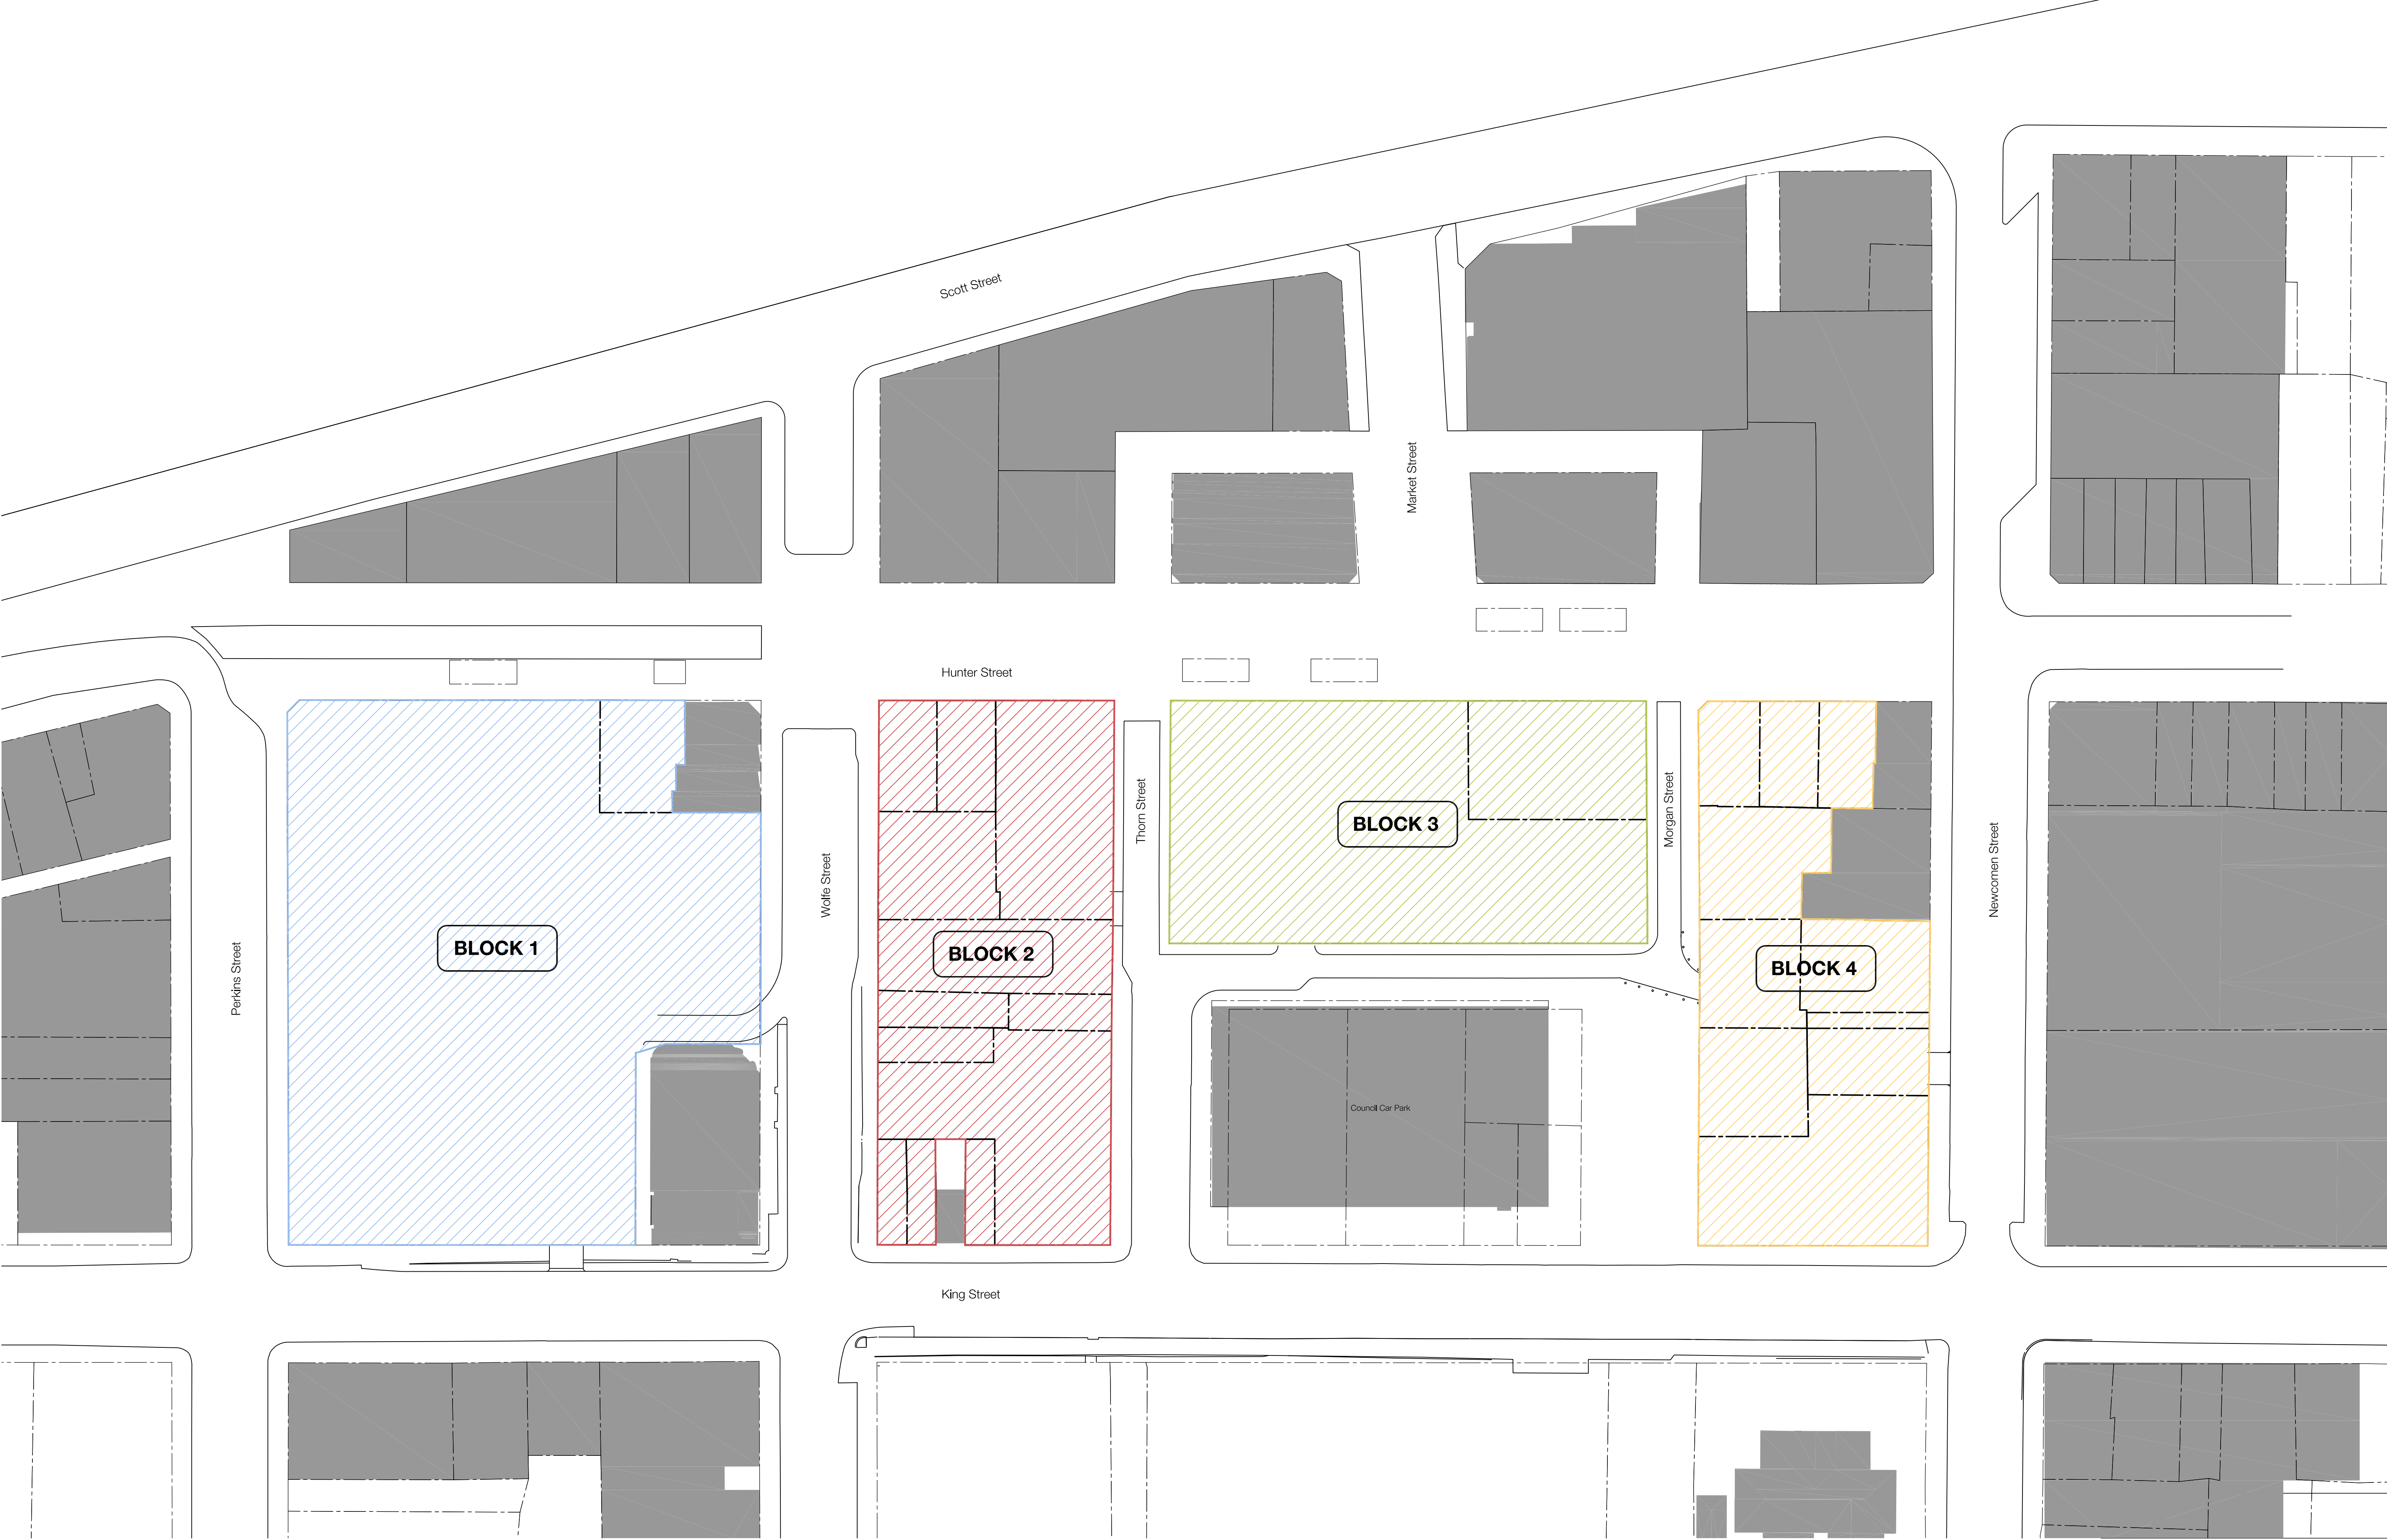 Scott Street
Market Street
Hunter Street
BLOCK 1
BLOCK 2
BLOCK 3
BLOCK 4
Perkins Street
Wolfe Street
Thorn Street
Morgan Street
Newcomen Street
Council Car Park
King Street